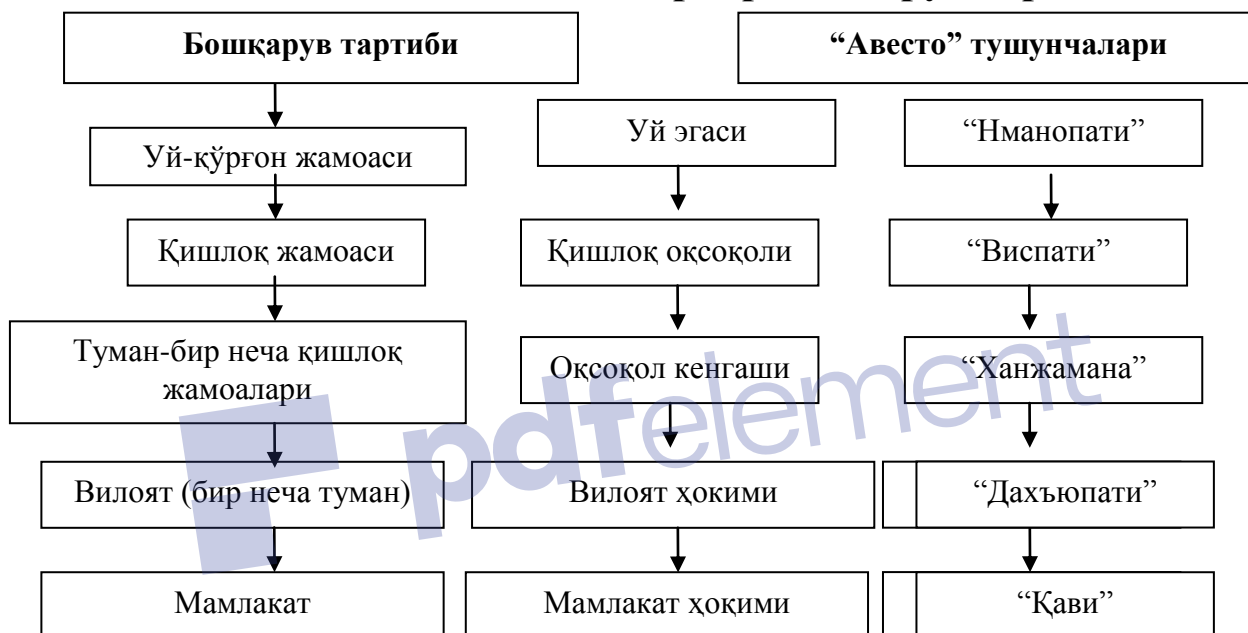 Бошқарув тартиби
“Авесто” тушунчалари
Уй-қўрғон жамоаси
Уй эгаси
“Нманопати”
Қишлоқ жамоаси
Қишлоқ оқсоқоли
“Виспати”
Туман-бир неча қишлоқ
жамоалари
Оқсоқол кенгаши
“Ханжамана”
Вилоят (бир неча туман)
Вилоят ҳокими
“Дахъюпати”
Мамлакат
Мамлакат ҳоқими
“Қави”
pdfelement